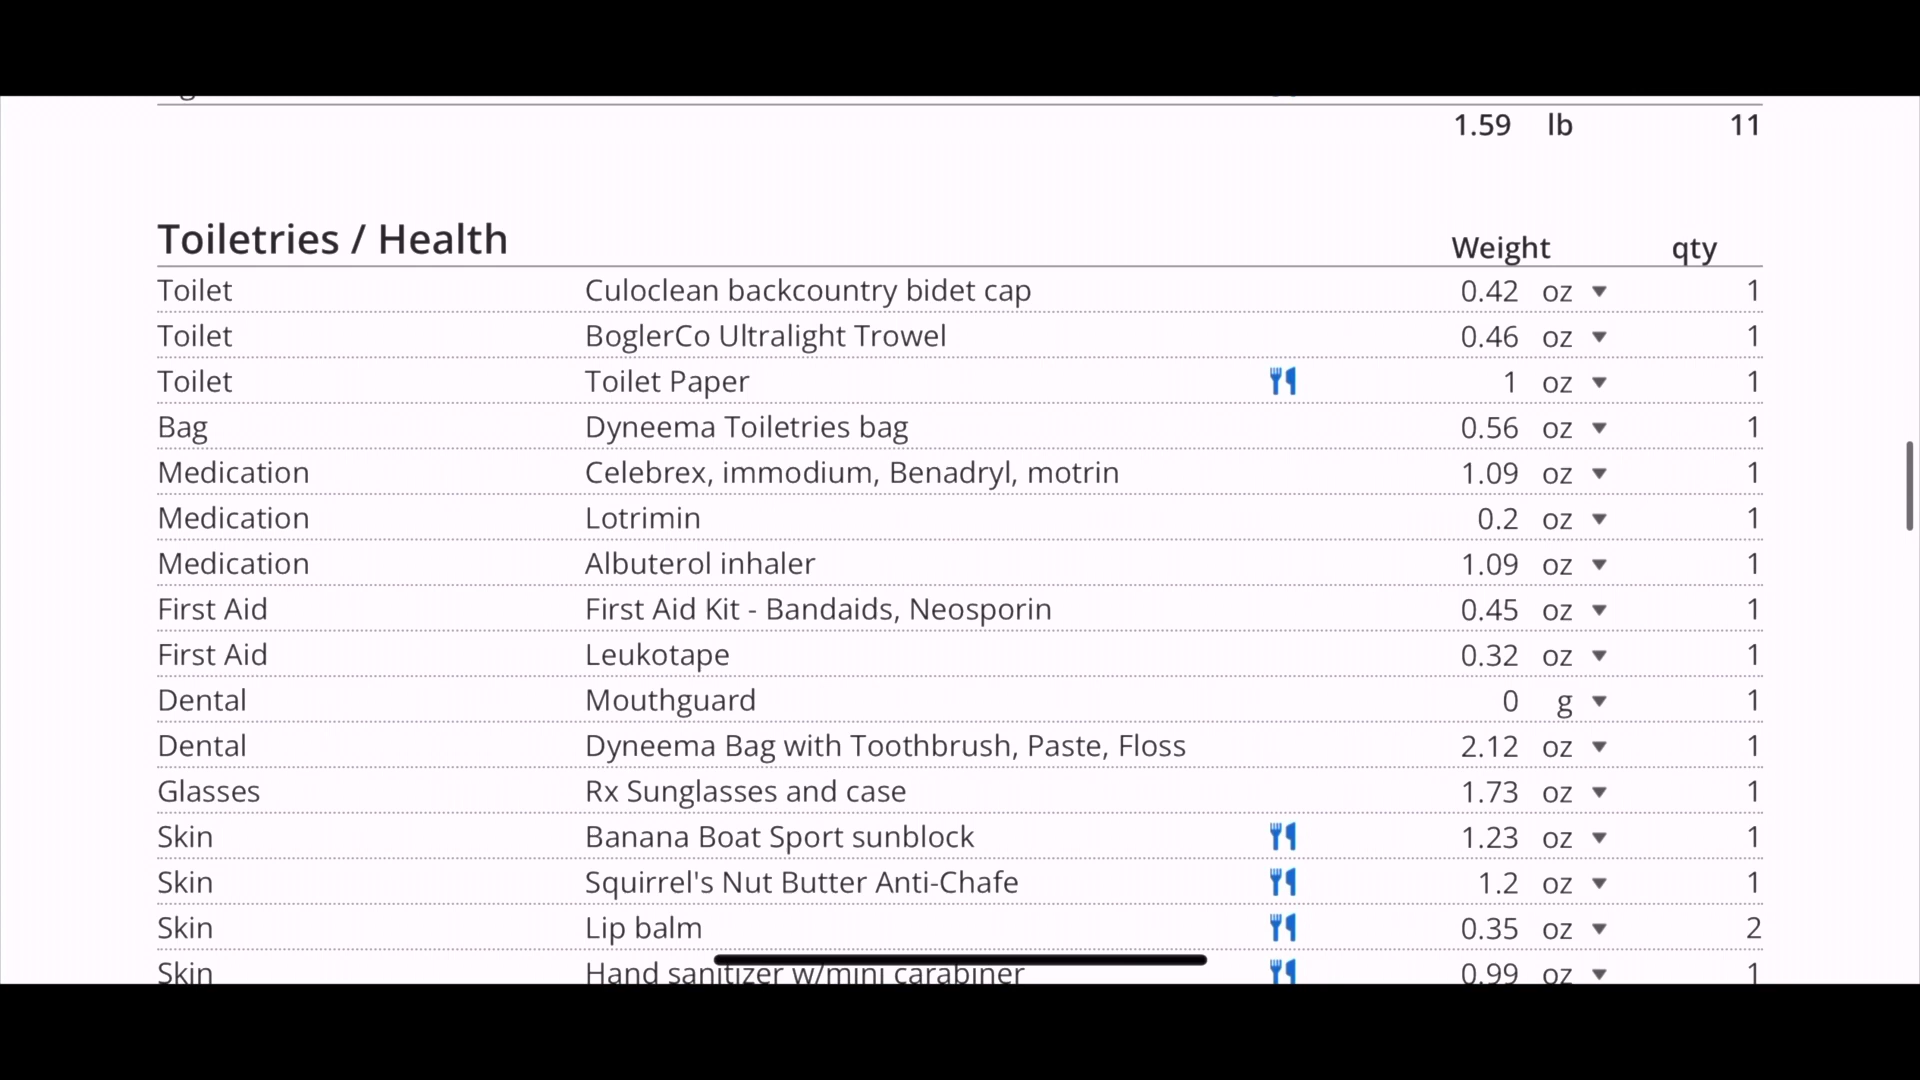 1.59 lb 11
Toiletries / Health Weight qty
Toilet Culoclean backcountry bidet cap 0.42 oz 1
Toilet BoglerCo Ultralight Trowel 0.46 oz 1
Toilet Toilet Paper 1 oz 1
Bag Dyneema Toiletries bag 0.56 oz 1
Medication Celebrex, immodium, Benadryl, motrin 1.09 oz 1
Medication Lotrimin 0.2 oz 1
Medication Albuterol inhaler 1.09 oz 1
First Aid First Aid Kit - Bandaids, Neosporin 0.45 oz 1
First Aid Leukotape 0.32 oz 1
Dental Mouthguard 0 g 1
Dental Dyneema Bag with Toothbrush, Paste, Floss 2.12 oz 1
Glasses Rx Sunglasses and case 1.73 oz 1
Skin Banana Boat Sport sunblock 1.23 oz 1
Skin Squirrel's Nut Butter Anti-Chafe 1.2 oz 1
Skin Lip balm 0.35 oz 2
Skin Hand sanitizer w/mini carabiner 0.99 oz 1